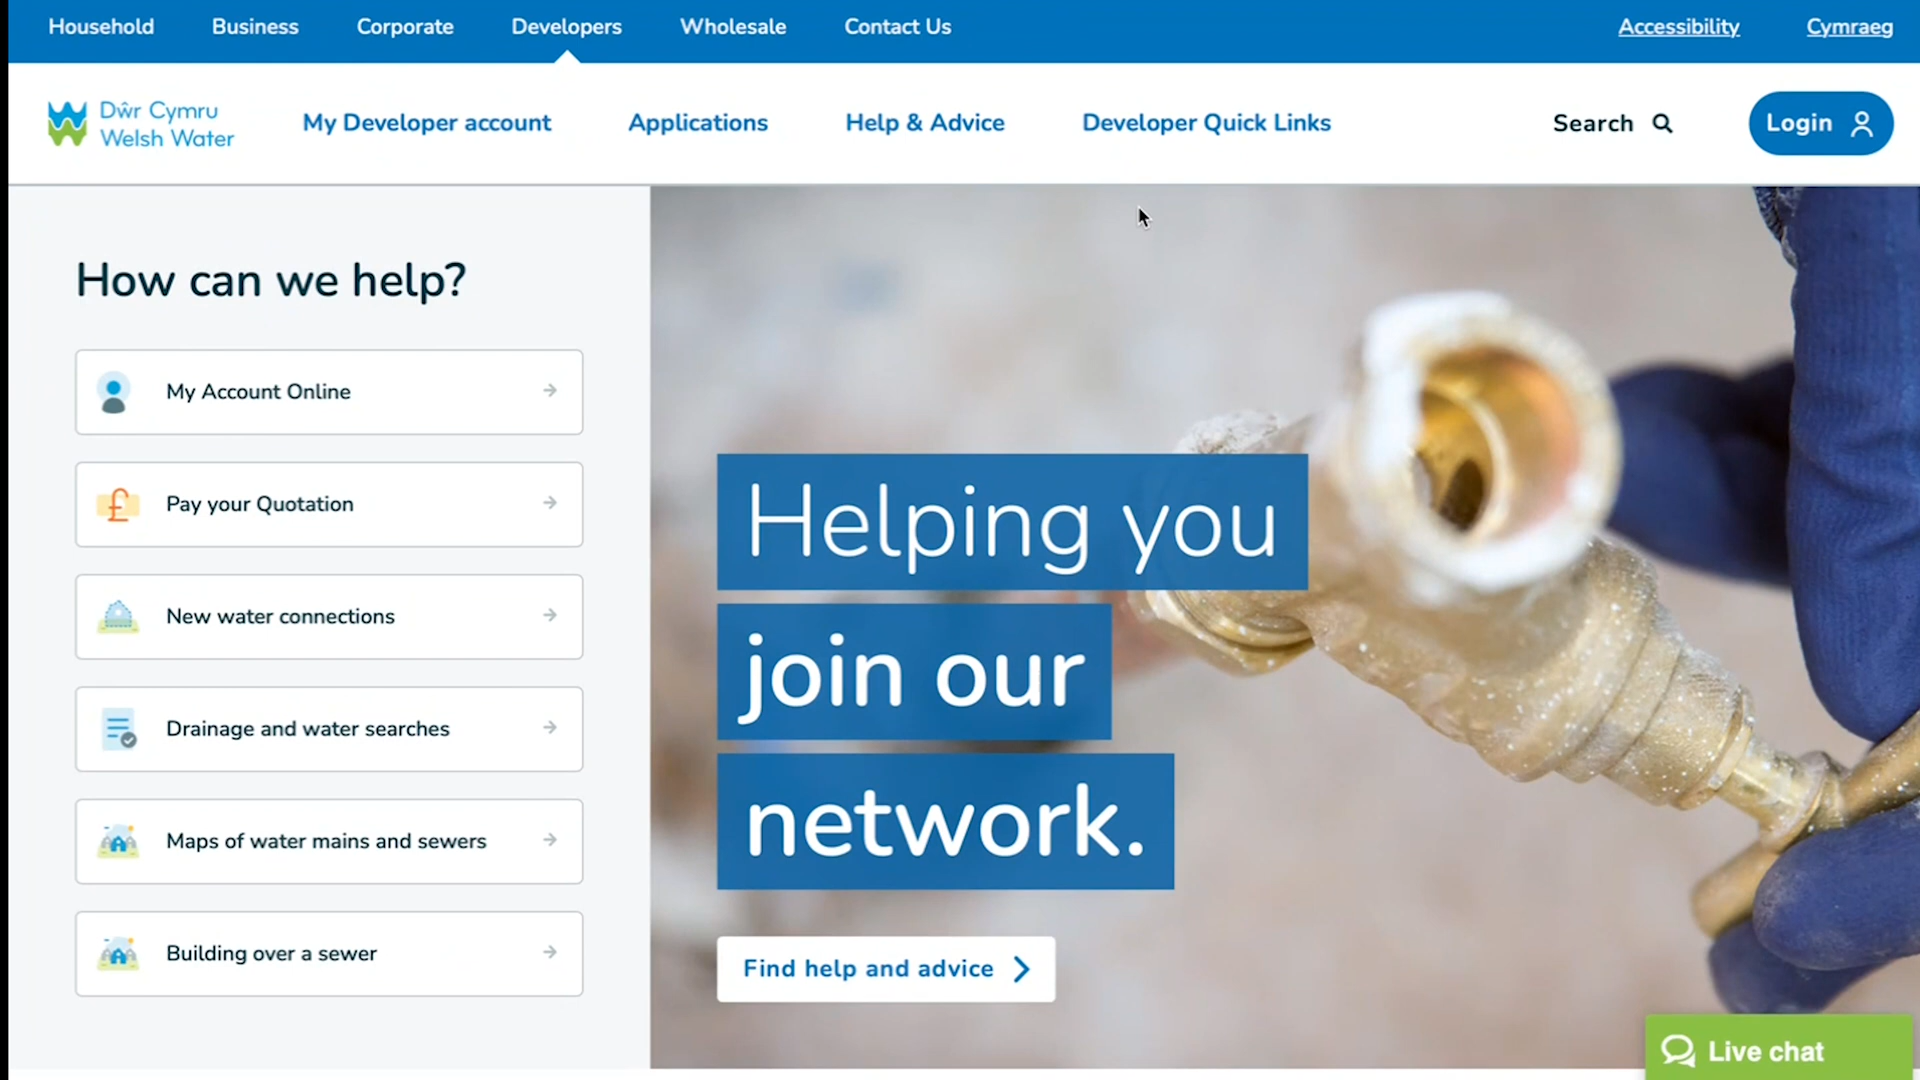 Household Business Corporate Developers Wholesale Contact Us Accessibility Cymraeg
Dŵr Cymru
Welsh Water
My Developer account Applications Help & Advice Developer Quick Links Search Login
How can we help?
My Account Online
Pay your Quotation
New water connections
Drainage and water searches
Maps of water mains and sewers
Building over a sewer
Helping you
join our
network.
Find help and advice
Live chat